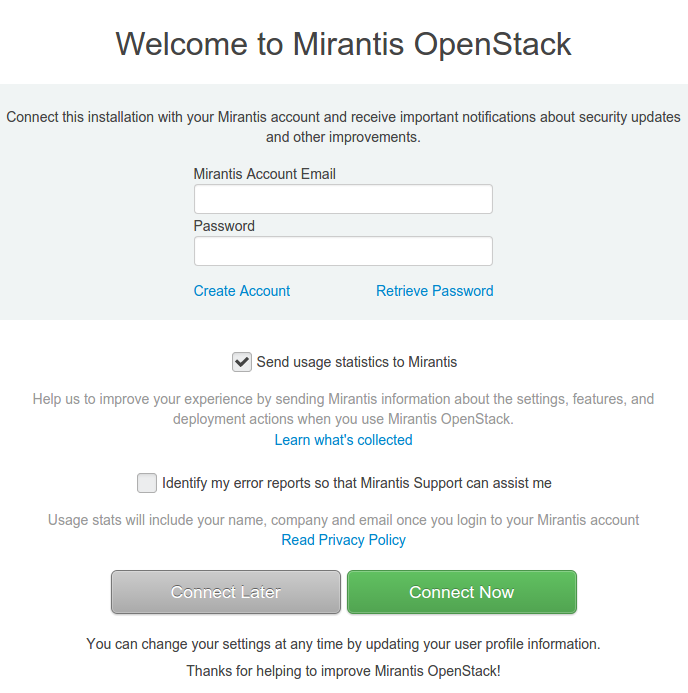 Welcome to Mirantis OpenStack
Connect this installation with your Mirantis account and receive important notifications about security updates
and other improvements.
Mirantis Account Email
Password
Create Account
Retrieve Password
Send usage statistics to Mirantis
Help us to improve your experience by sending Mirantis information about the settings, features, and
deployment actions when you use Mirantis OpenStack.
Learn what's collected
Identify my error reports so that Mirantis Support can assist me
Usage stats will include your name, company and email once you login to your Mirantis account
Read Privacy Policy
Connect Later
Connect Now
You can change your settings at any time by updating your user profile information.
Thanks for helping to improve Mirantis OpenStack!